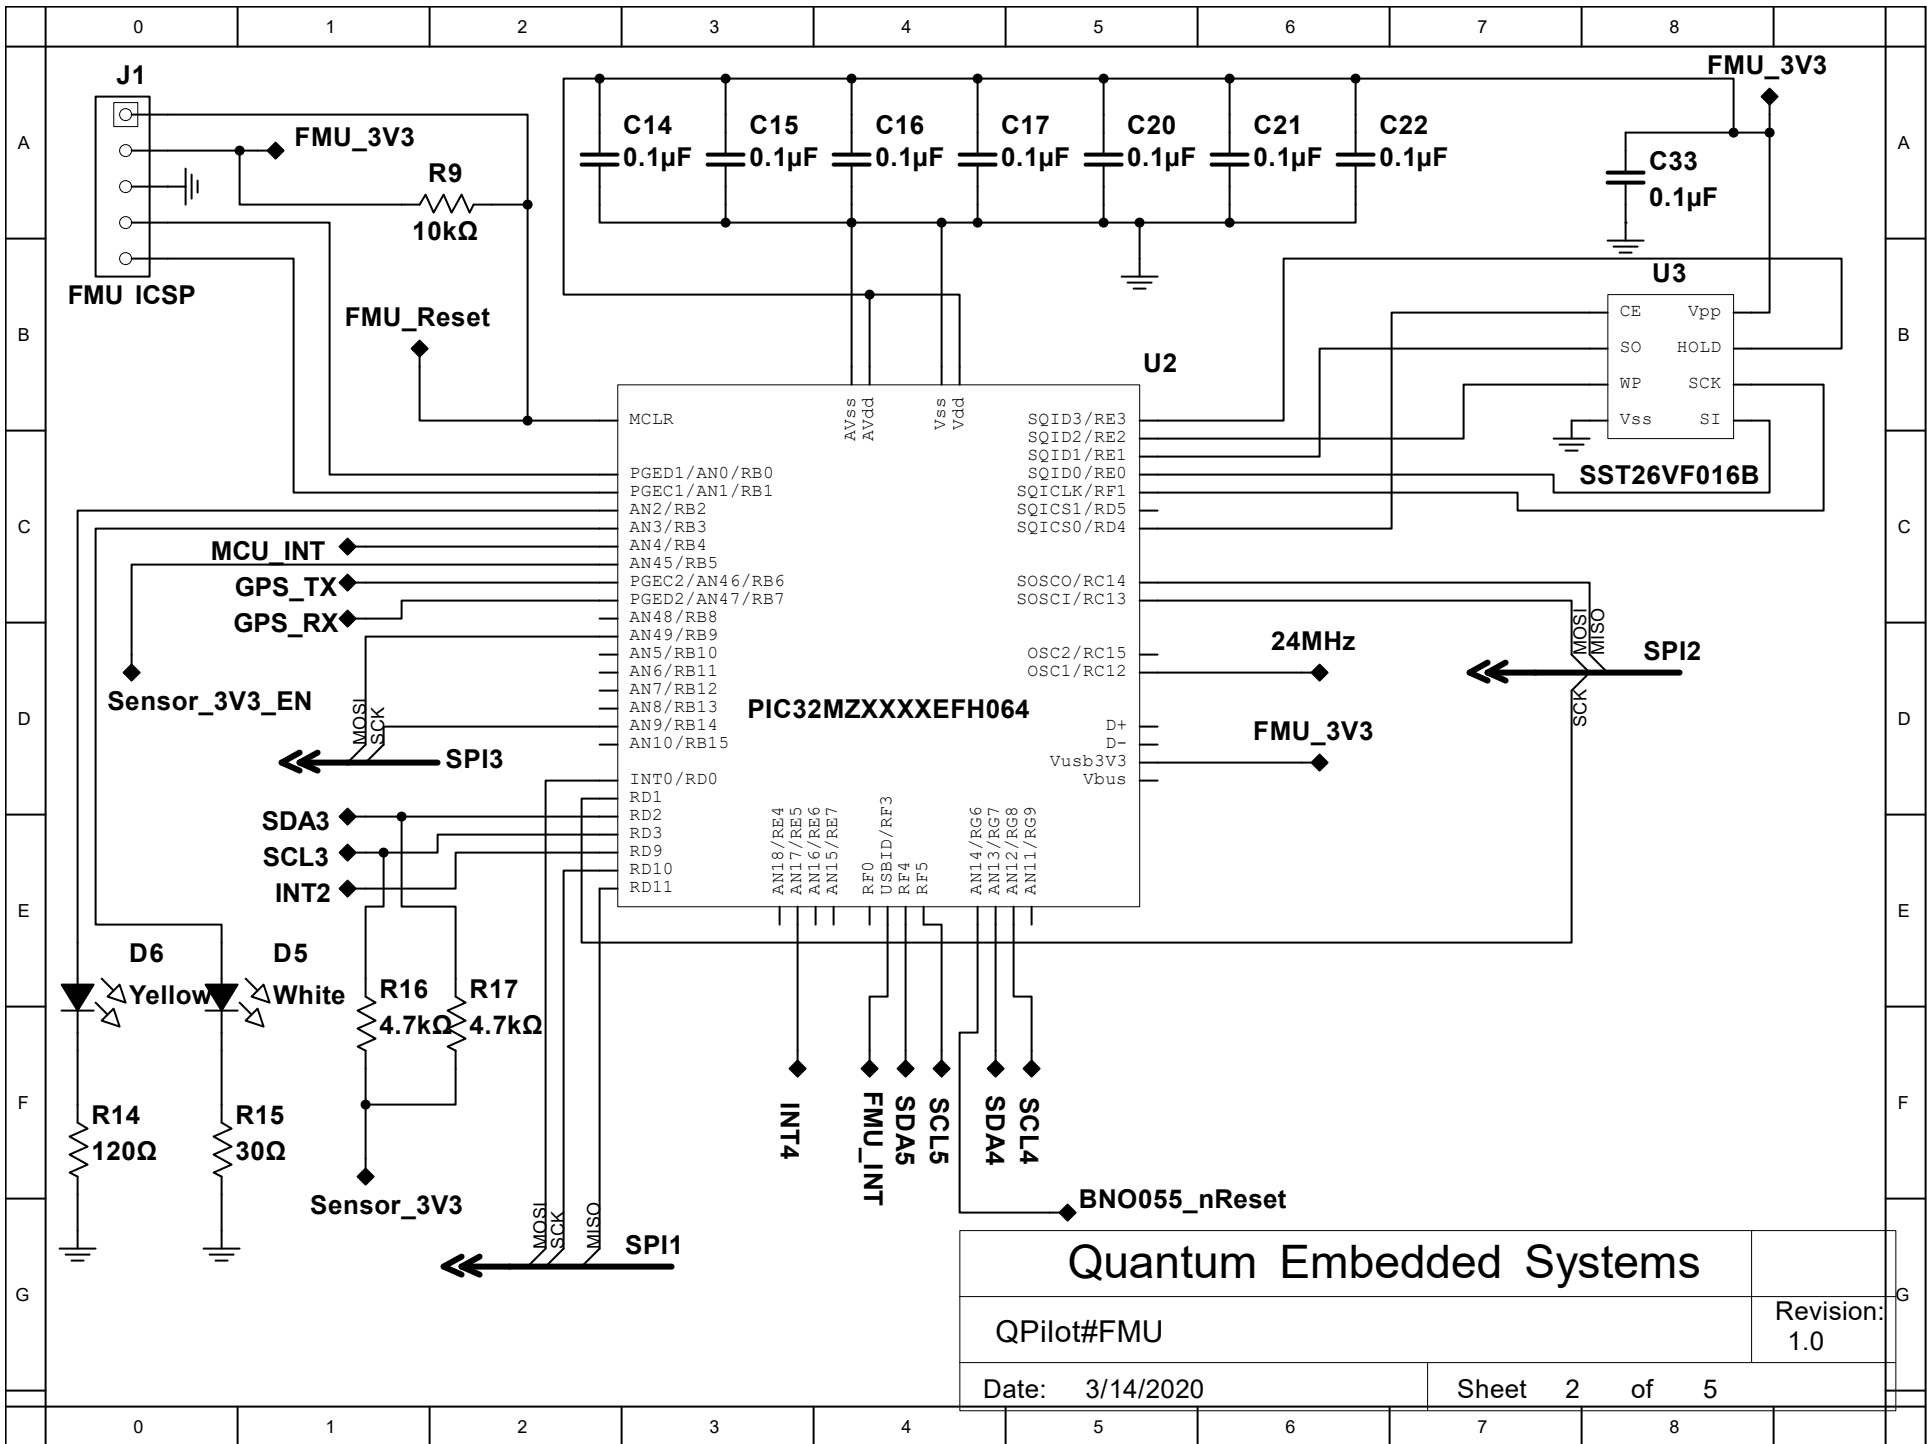 0 1 2 3 4 5 6 7 8
A
B
C
D
E
F
G
J1
FMU_3V3
R9
10kΩ
FMU ICSP
FMU_Reset
C14
0.1µF
C15
0.1µF
C16
0.1µF
C17
0.1µF
C20
0.1µF
C21
0.1µF
C22
0.1µF
FMU_3V3
C33
0.1µF
U3
CE
SO
WP
Vss
Vpp
HOLD
SCK
SI
SST26VF016B
U2
MCLR
PGED1/AN0/RB0
PGEC1/AN1/RB1
AN2/RB2
AN3/RB3
AN4/RB4
AN45/RB5
PGEC2/AN46/RB6
PGED2/AN47/RB7
AN48/RB8
AN49/RB9
AN5/RB10
AN6/RB11
AN7/RB12
AN8/RB13
AN9/RB14
AN10/RB15
INT0/RD0
RD1
RD2
RD3
RD9
RD10
RD11
AVss
AVdd
Vss
Vdd
SQID3/RE3
SQID2/RE2
SQID1/RE1
SQID0/RE0
SQICLK/RF1
SQICS1/RD5
SQICS0/RD4
SOSCO/RC14
SOSCI/RC13
OSC2/RC15
OSC1/RC12
D+
D-
Vusb3V3
Vbus
PIC32MZXXXXEFH064
AN18/RE4
AN17/RE5
AN16/RE6
AN15/RE7
RF0
USBID/RF3
RF4
RF5
AN14/RG6
AN13/RG7
AN12/RG8
AN11/RG9
MCU_INT
GPS_TX
GPS_RX
Sensor_3V3_EN
MOSI
SCK
SPI3
SDA3
SCL3
INT2
24MHz
FMU_3V3
MOSI
MISO
SCK
SPI2
D6
Yellow
D5
White
R16
4.7kΩ
R17
4.7kΩ
R14
120Ω
R15
30Ω
Sensor_3V3
MOSI
SCK
MISO
SPI1
INT4
FMU_INT
SDA5
SCL5
SDA4
SCL4
BNO055_nReset
Quantum Embedded Systems
QPilot#FMU
Revision:
1.0
Date: 3/14/2020
Sheet 2 of 5
A
B
C
D
E
F
G
0 1 2 3 4 5 6 7 8